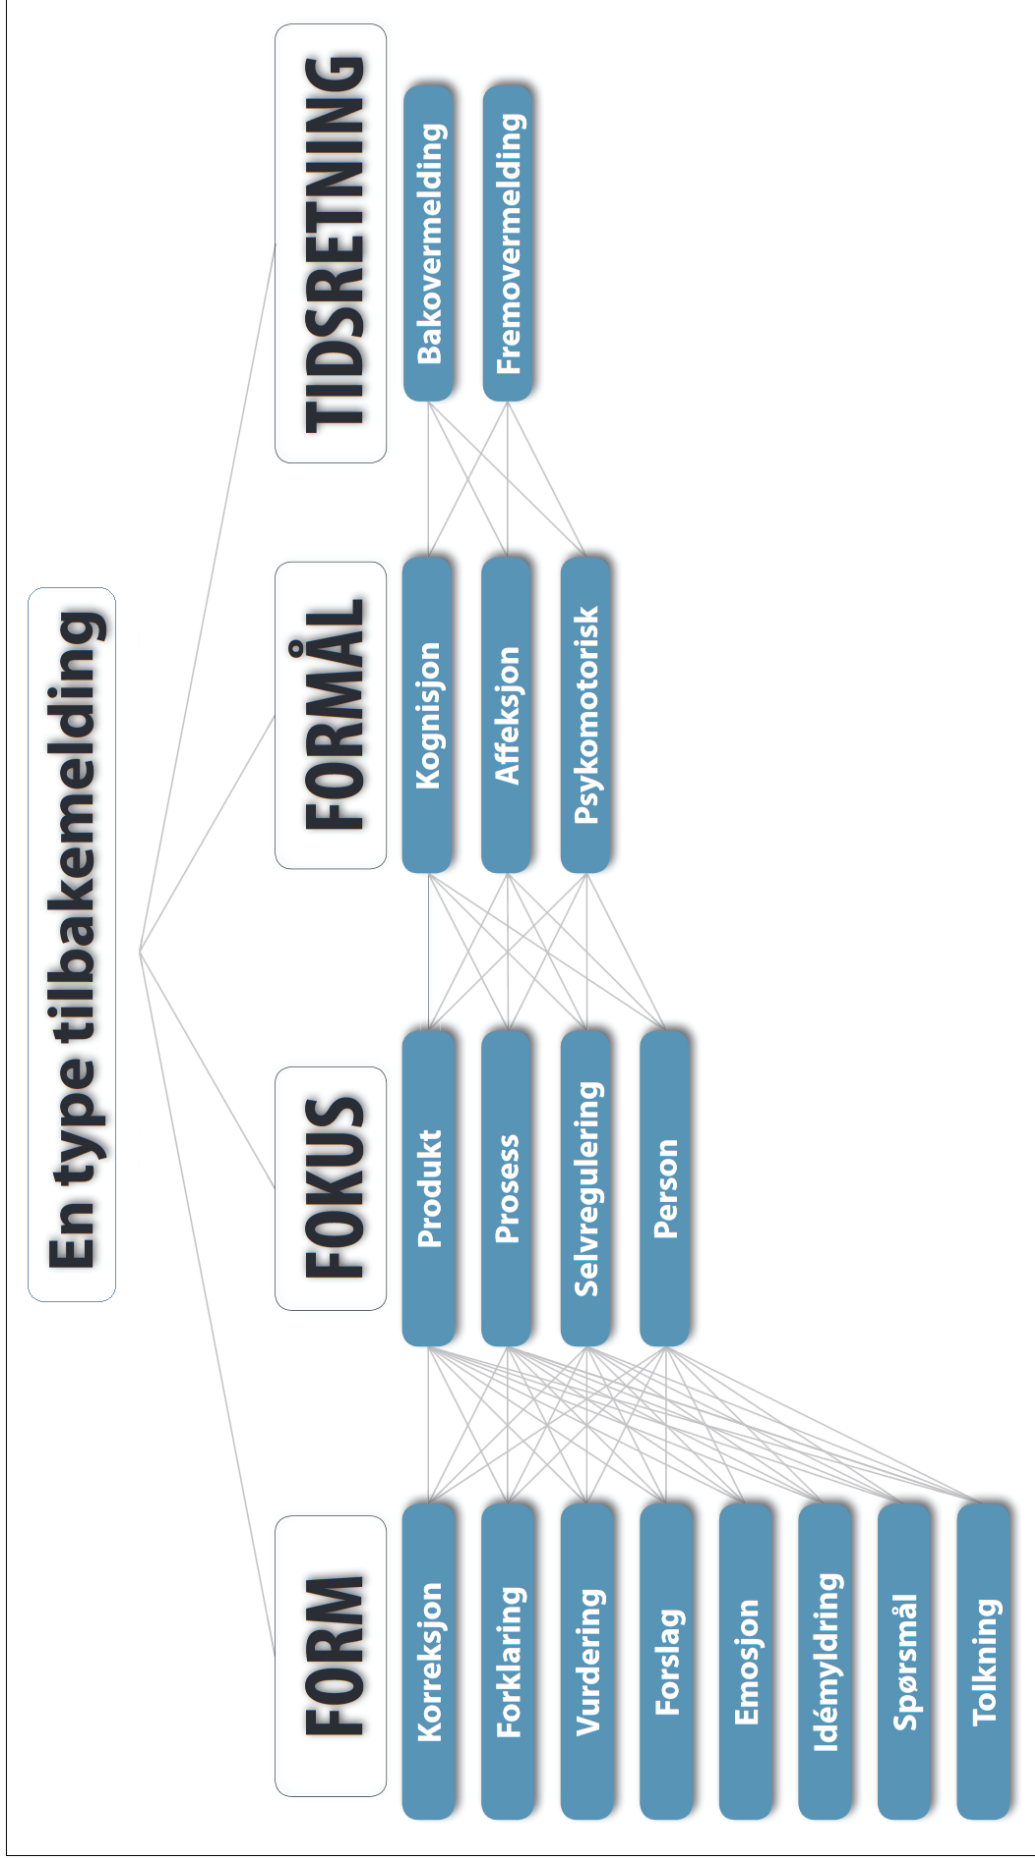 En type tilbakemelding
FORM
Korreksjon
Forklaring
Vurdering
Forslag
Emosjon
Idémyldring
Spørsmål
Tolkning
FOKUS
Produkt
Prosess
Selvregulering
Person
FORMÅL
Kognisjon
Affeksjon
Psykomotorisk
TIDSRETNING
Bakovermelding
Fremovermelding